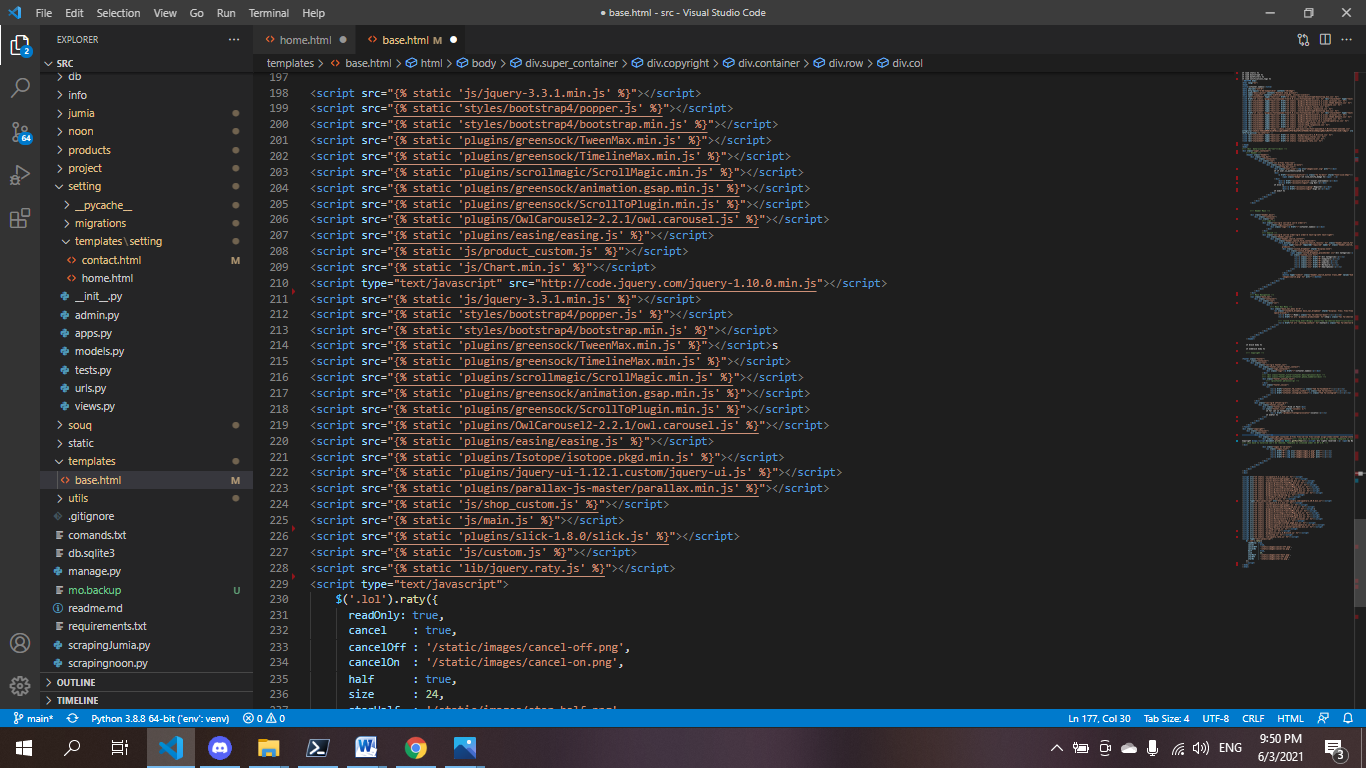 File Edit Selection View Go Run Terminal Help
● base.html - src - Visual Studio Code
EXPLORER
home.html
base.html M
templates > base.html > html > body > div.super_container > div.copyright > div.container > div.row > div.col
SRC
db
info
jumia
noon
products
project
setting
__pycache__
migrations
templates\setting
contact.html M
home.html
__init__.py
admin.py
apps.py
models.py
tests.py
urls.py
views.py
souq
static
templates
base.html M
utils
.gitignore
comands.txt
db.sqlite3
manage.py
mo.backup U
readme.md
requirements.txt
scrapingJumia.py
scrapingnoon.py
OUTLINE
TIMELINE
2
64
197
198 <script src="{% static 'js/jquery-3.3.1.min.js' %}"></script>
199 <script src="{% static 'styles/bootstrap4/popper.js' %}"></script>
200 <script src="{% static 'styles/bootstrap4/bootstrap.min.js' %}"></script>
201 <script src="{% static 'plugins/greensock/TweenMax.min.js' %}"></script>
202 <script src="{% static 'plugins/greensock/TimelineMax.min.js' %}"></script>
203 <script src="{% static 'plugins/scrollmagic/ScrollMagic.min.js' %}"></script>
204 <script src="{% static 'plugins/greensock/animation.gsap.min.js' %}"></script>
205 <script src="{% static 'plugins/greensock/ScrollToPlugin.min.js' %}"></script>
206 <script src="{% static 'plugins/OwlCarousel2-2.2.1/owl.carousel.js' %}"></script>
207 <script src="{% static 'plugins/easing/easing.js' %}"></script>
208 <script src="{% static 'js/product_custom.js' %}"></script>
209 <script src="{% static 'js/Chart.min.js' %}"></script>
210 <script type="text/javascript" src="http://code.jquery.com/jquery-1.10.0.min.js"></script>
211 <script src="{% static 'js/jquery-3.3.1.min.js' %}"></script>
212 <script src="{% static 'styles/bootstrap4/popper.js' %}"></script>
213 <script src="{% static 'styles/bootstrap4/bootstrap.min.js' %}"></script>
214 <script src="{% static 'plugins/greensock/TweenMax.min.js' %}"></script>s
215 <script src="{% static 'plugins/greensock/TimelineMax.min.js' %}"></script>
216 <script src="{% static 'plugins/scrollmagic/ScrollMagic.min.js' %}"></script>
217 <script src="{% static 'plugins/greensock/animation.gsap.min.js' %}"></script>
218 <script src="{% static 'plugins/greensock/ScrollToPlugin.min.js' %}"></script>
219 <script src="{% static 'plugins/OwlCarousel2-2.2.1/owl.carousel.js' %}"></script>
220 <script src="{% static 'plugins/easing/easing.js' %}"></script>
221 <script src="{% static 'plugins/Isotope/isotope.pkgd.min.js' %}"></script>
222 <script src="{% static 'plugins/jquery-ui-1.12.1.custom/jquery-ui.js' %}"></script>
223 <script src="{% static 'plugins/parallax-js-master/parallax.min.js' %}"></script>
224 <script src="{% static 'js/shop_custom.js' %}"></script>
225 <script src="{% static 'js/main.js' %}"></script>
226 <script src="{% static 'plugins/slick-1.8.0/slick.js' %}"></script>
227 <script src="{% static 'js/custom.js' %}"></script>
228 <script src="{% static 'lib/jquery.raty.js' %}"></script>
229 <script type="text/javascript">
230 $('.lol').raty({
231 readOnly: true,
232 cancel : true,
233 cancelOff : '/static/images/cancel-off.png',
234 cancelOn : '/static/images/cancel-on.png',
235 half : true,
236 size : 24,
main* Python 3.8.8 64-bit ('env': venv) 0 0 Ln 177, Col 30 Tab Size: 4 UTF-8 CRLF HTML
ENG
9:50 PM
6/3/2021
3